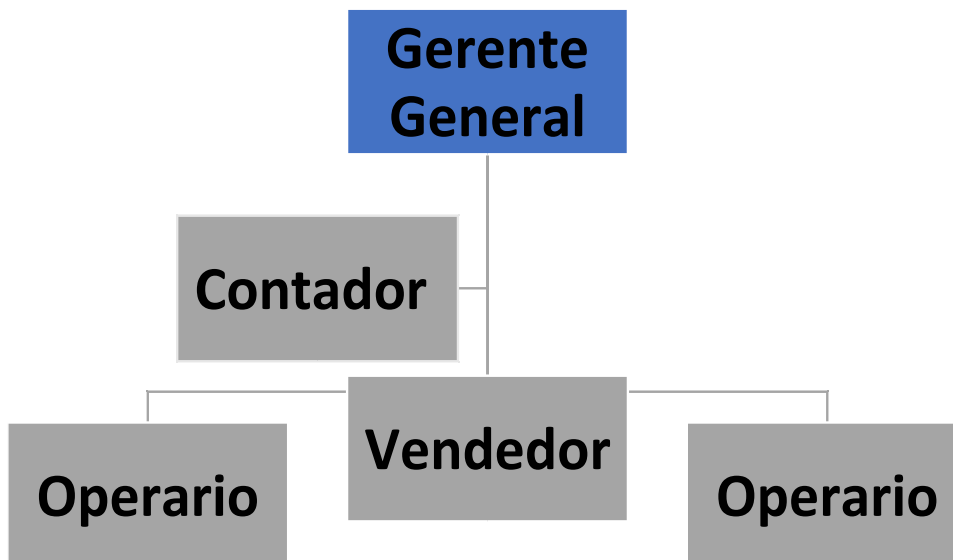 Gerente
General
Contador
Vendedor
Operario
Operario